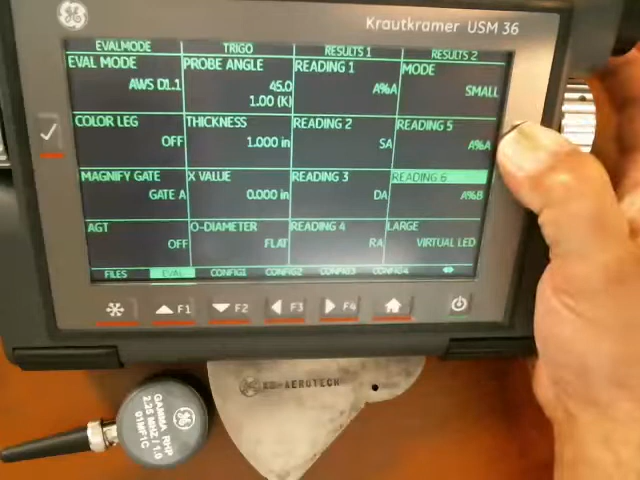 GE
Krautkramer USM 36
EVALMODE TRIGO RESULTS 1 RESULTS 2
EVAL MODE PROBE ANGLE READING 1 MODE
AWS D1.1 45.0 A%A SMALL
1.00 (K)
COLOR LEG THICKNESS READING 2 READING 5
OFF 1.000 in SA A%A
MAGNIFY GATE X VALUE READING 3 READING 6
GATE A 0.000 in DA A%B
AGT O-DIAMETER READING 4 LARGE
OFF FLAT RA VIRTUAL LED
FILES EVAL CONFIG1 CONFIG2 CONFIG3 CONFIG4
F1 F2 F3 F4
AEROTECH
GE
GAMMA RHP
2.25 MHZ / 1.0
01MF1C